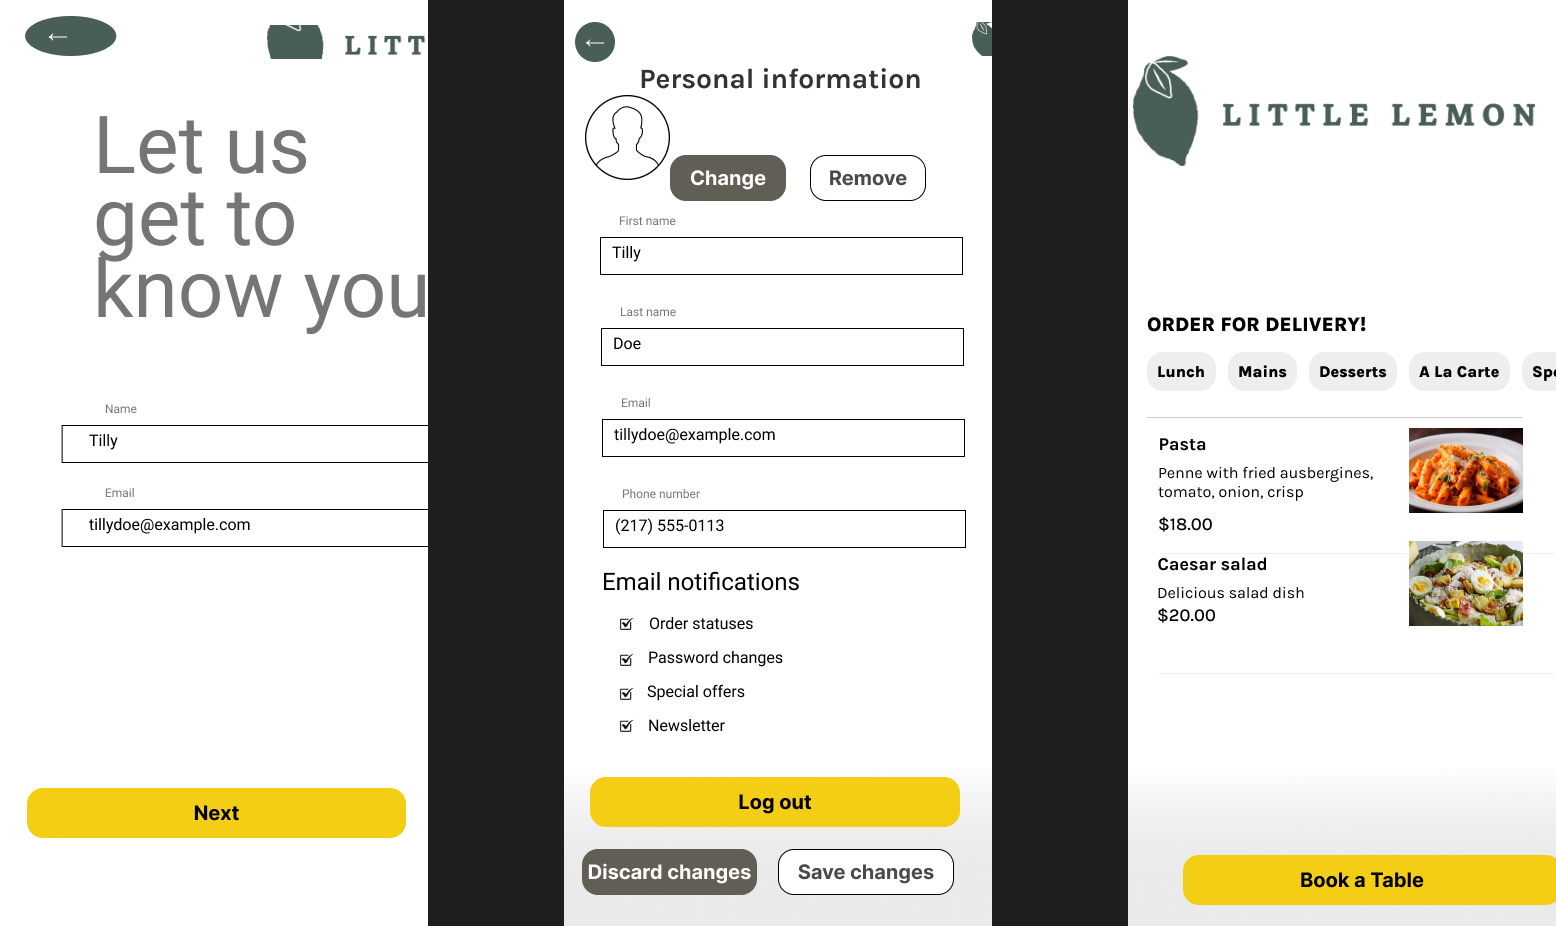 ←
LITT
Let us
get to
know you
Name
Tilly
Email
tillydoe@example.com
Next
←
Personal information
Change
Remove
First name
Tilly
Last name
Doe
Email
tillydoe@example.com
Phone number
(217) 555-0113
Email notifications
Order statuses
Password changes
Special offers
Newsletter
Log out
Discard changes
Save changes
LITTLE LEMON
ORDER FOR DELIVERY!
Lunch
Mains
Desserts
A La Carte
Spe
Pasta
Penne with fried ausbergines,
tomato, onion, crisp
$18.00
Caesar salad
Delicious salad dish
$20.00
Book a Table